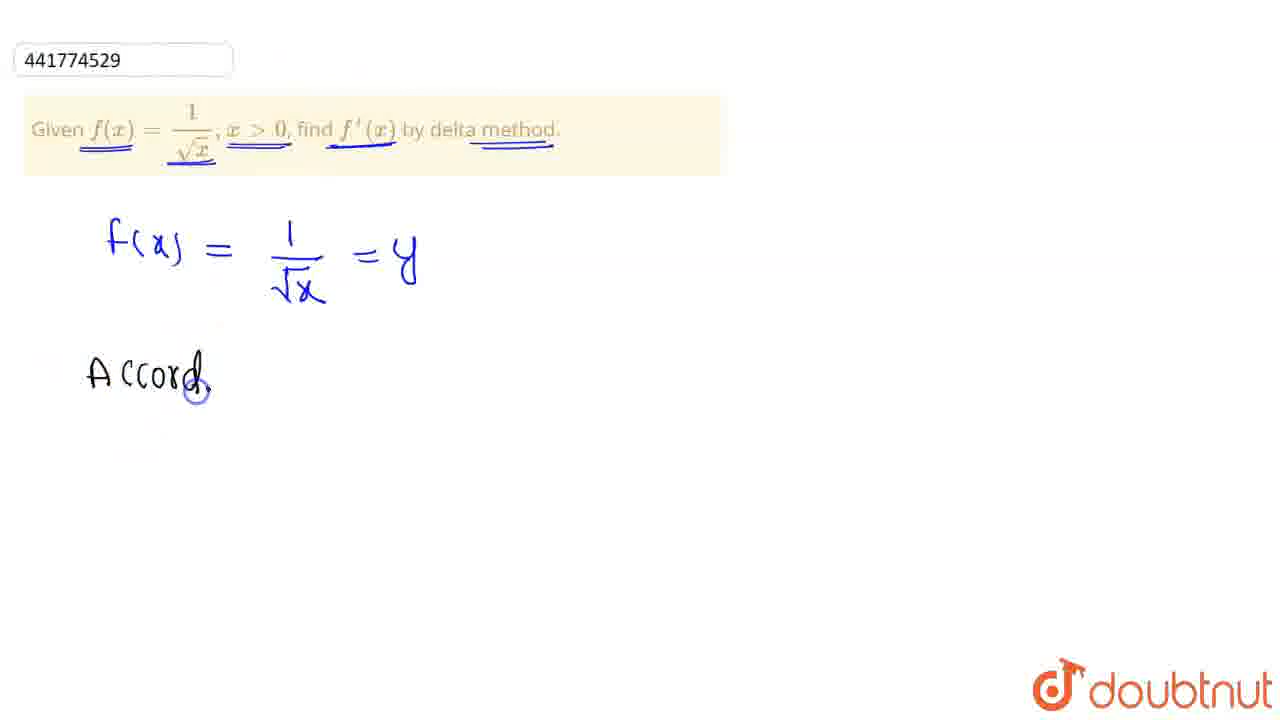 441774529
Given f(x) = 1/√x, x > 0, find f'(x) by delta method.
f(x) = 1/√x = y
Accord.
doubtnut